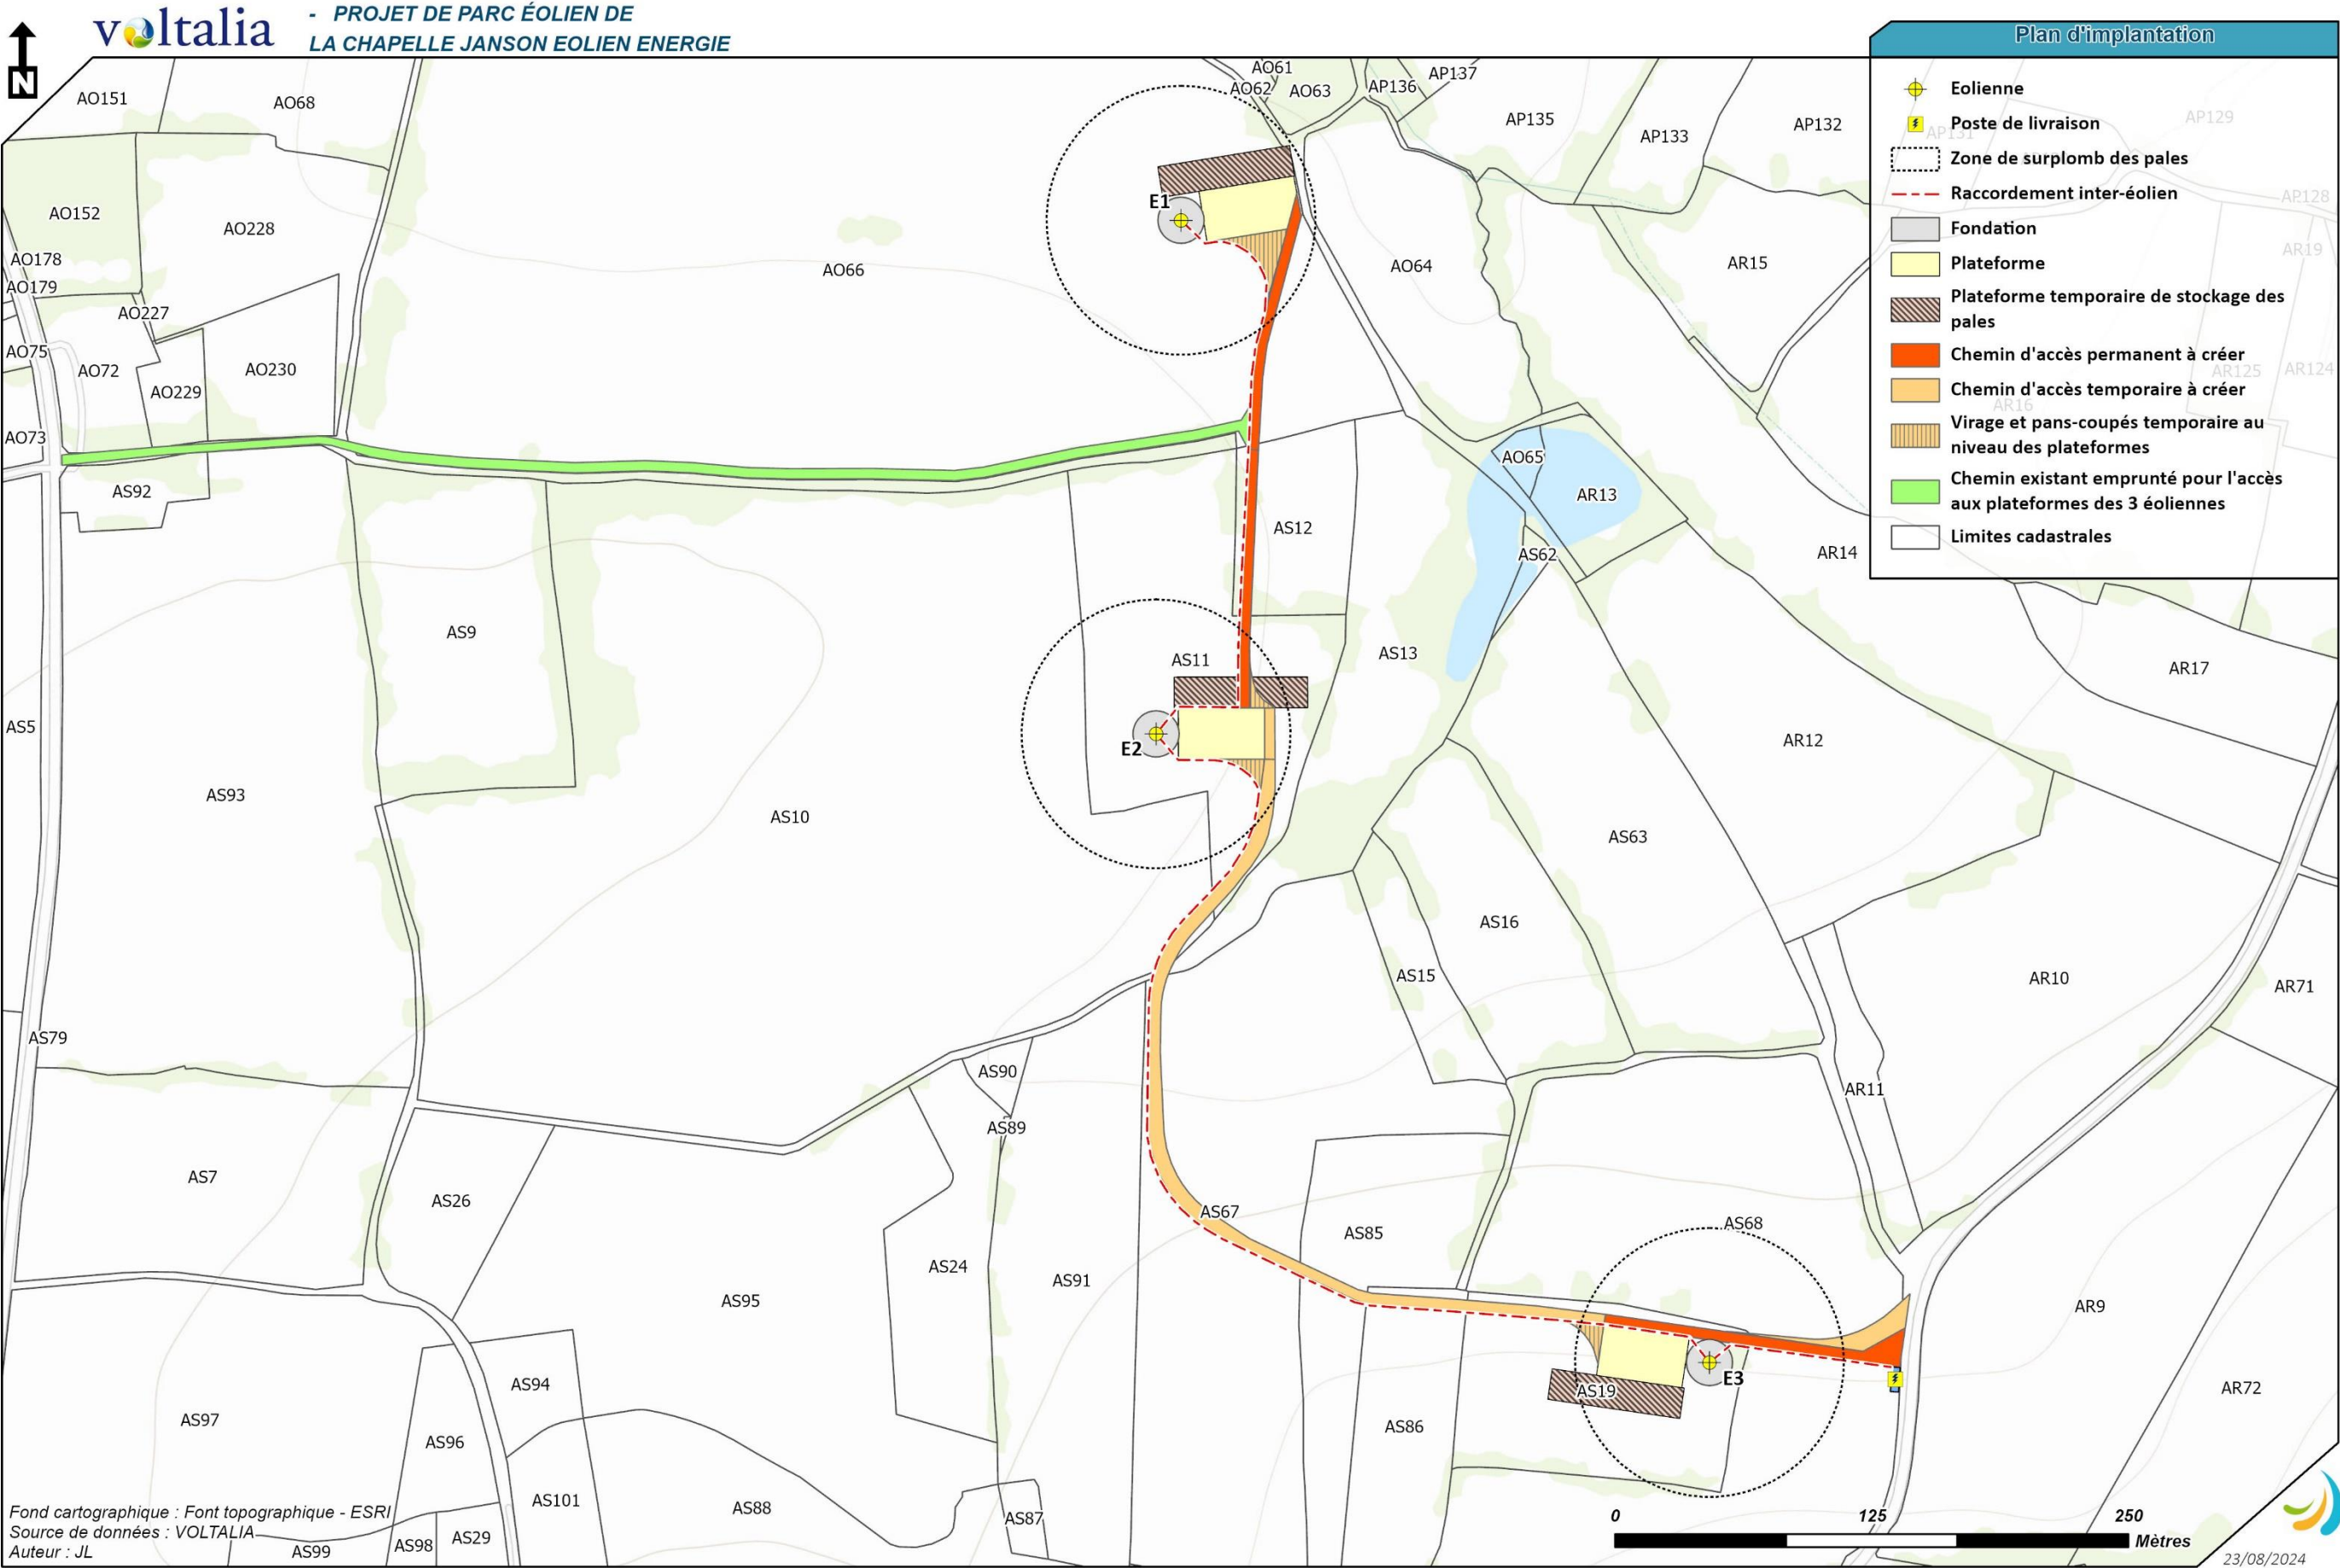 voltalia
- PROJET DE PARC ÉOLIEN DE
LA CHAPELLE JANSON EOLIEN ENERGIE
N
Plan d'implantation
Eolienne
Poste de livraison
Zone de surplomb des pales
Raccordement inter-éolien
Fondation
Plateforme
Plateforme temporaire de stockage des
pales
Chemin d'accès permanent à créer
Chemin d'accès temporaire à créer
Virage et pans-coupés temporaire au
niveau des plateformes
Chemin existant emprunté pour l'accès
aux plateformes des 3 éoliennes
Limites cadastrales
AP131
AP129
AP128
AR19
AR125
AR124
AR16
AO61
AO62
AO63
AP136
AP137
AO151
AO68
AP135
AP133
AP132
AO152
AO228
E1
AO178
AO179
AO66
AO64
AR15
AO227
AO75
AO72
AO229
AO230
AO73
AS92
AO65
AR13
AS12
AS62
AR14
AS9
AS11
AS13
AR17
AS5
E2
AR12
AS93
AS10
AS63
AS16
AS15
AR10
AR71
AS79
AS90
AR11
AS89
AS7
AS26
AS67
AS85
AS68
AS24
AS91
AS95
AR9
AS94
E3
AS19
AR72
AS97
AS96
AS86
AS101
AS88
AS87
AS98
AS29
AS99
Fond cartographique : Font topographique - ESRI
Source de données : VOLTALIA
Auteur : JL
0 125 250
Mètres
23/08/2024